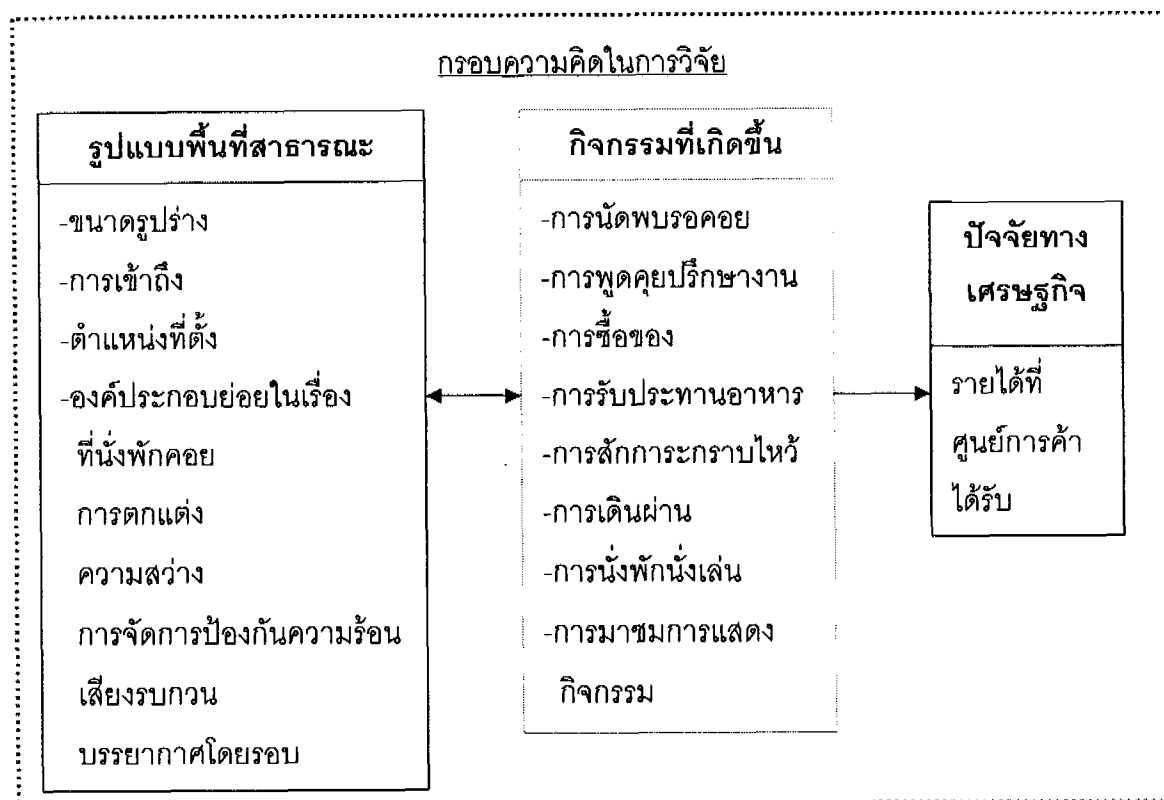 กรอบความคิดในการวิจัย
รูปแบบพื้นที่สาธารณะ
-ขนาดรูปร่าง
-การเข้าถึง
-ตำแหน่งที่ตั้ง
-องค์ประกอบย่อยในเรื่อง
ที่นั่งพักคอย
การตกแต่ง
ความสว่าง
การจัดการป้องกันความร้อน
เสียงรบกวน
บรรยากาศโดยรอบ
กิจกรรมที่เกิดขึ้น
-การนัดพบรอคอย
-การพูดคุยปรึกษางาน
-การซื้อของ
-การรับประทานอาหาร
-การสักการะกราบไหว้
-การเดินผ่าน
-การนั่งพักนั่งเล่น
-การมาชมการแสดง
กิจกรรม
ปัจจัยทาง
เศรษฐกิจ
รายได้ที่
ศูนย์การค้า
ได้รับ